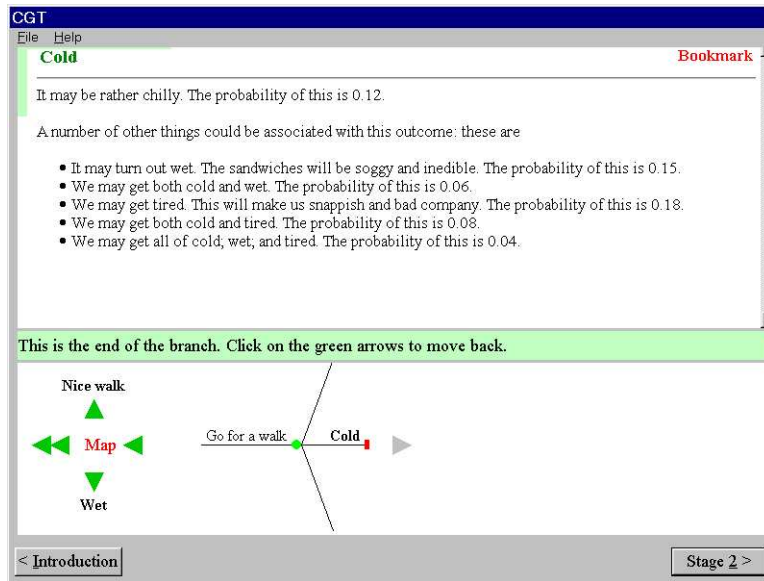 CGT
File Help
Cold Bookmark
It may be rather chilly. The probability of this is 0.12.
A number of other things could be associated with this outcome: these are
• It may turn out wet. The sandwiches will be soggy and inedible. The probability of this is 0.15.
• We may get both cold and wet. The probability of this is 0.06.
• We may get tired. This will make us snappish and bad company. The probability of this is 0.18.
• We may get both cold and tired. The probability of this is 0.08.
• We may get all of cold, wet, and tired. The probability of this is 0.04.
This is the end of the branch. Click on the green arrows to move back.
Nice walk
Map
Go for a walk
Cold
Wet
< Introduction
Stage 2 >